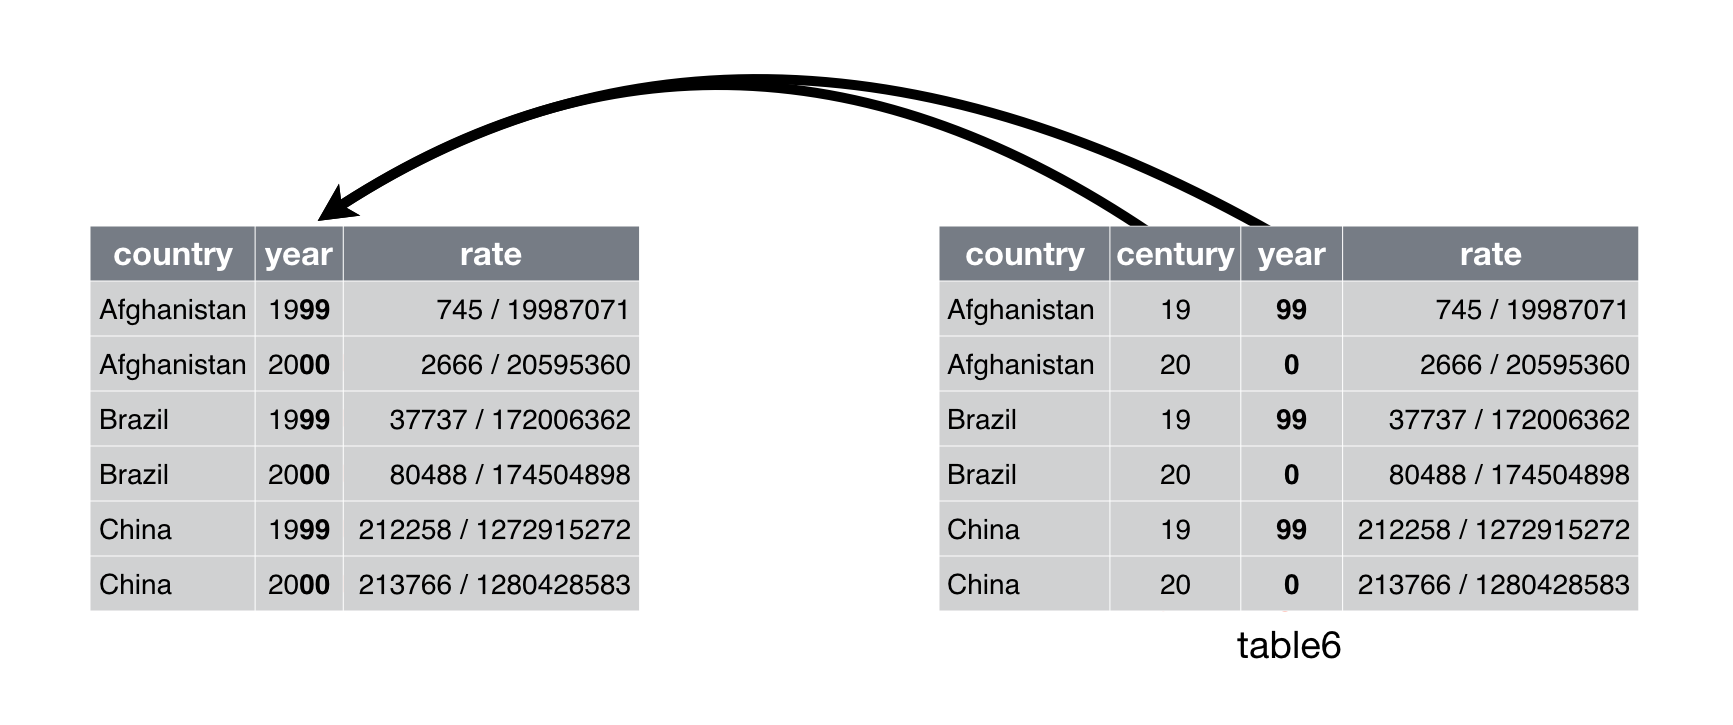 country year rate
Afghanistan 1999 745 / 19987071
Afghanistan 2000 2666 / 20595360
Brazil 1999 37737 / 172006362
Brazil 2000 80488 / 174504898
China 1999 212258 / 1272915272
China 2000 213766 / 1280428583
country century year rate
Afghanistan 19 99 745 / 19987071
Afghanistan 20 0 2666 / 20595360
Brazil 19 99 37737 / 172006362
Brazil 20 0 80488 / 174504898
China 19 99 212258 / 1272915272
China 20 0 213766 / 1280428583
table6